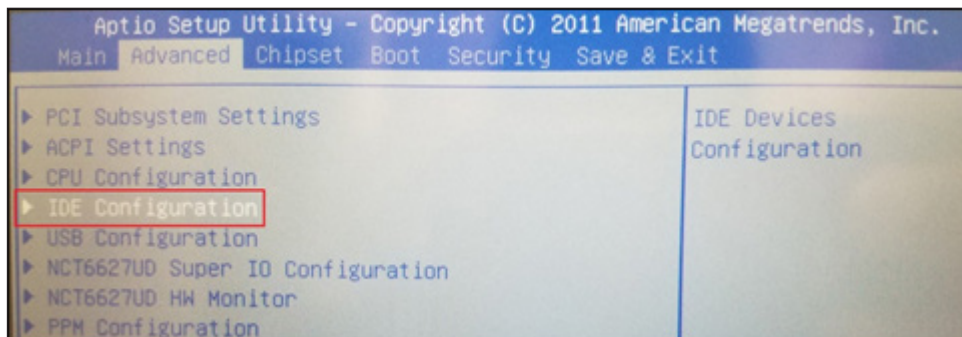 Aptio Setup Utility – Copyright (C) 2011 American Megatrends, Inc.
Main Advanced Chipset Boot Security Save & Exit
▶ PCI Subsystem Settings
▶ ACPI Settings
▶ CPU Configuration
▶ IDE Configuration
▶ USB Configuration
▶ NCT6627UD Super IO Configuration
▶ NCT6627UD HW Monitor
▶ PPM Configuration
IDE Devices
Configuration